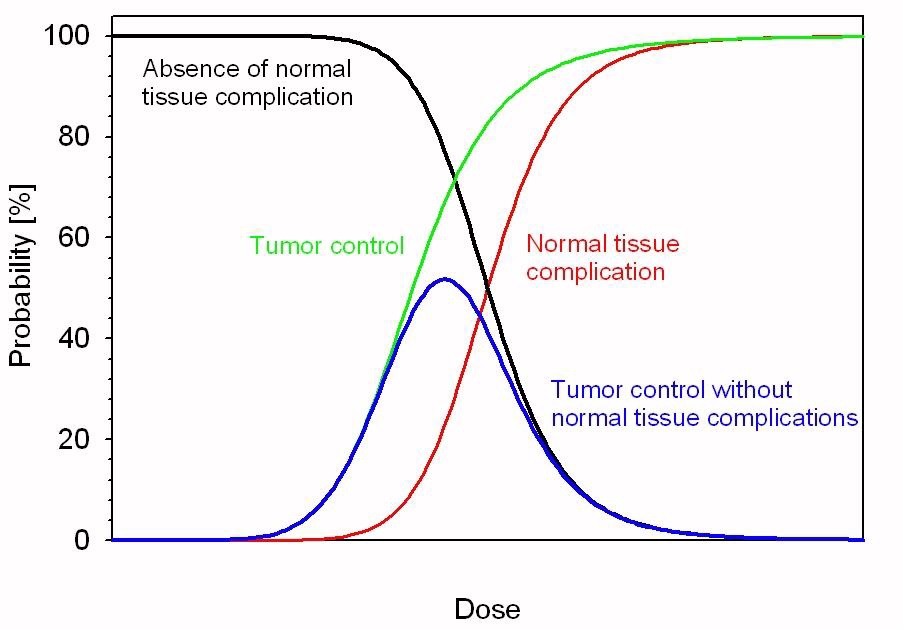 100
Absence of normal
tissue complication
80
Probability [%]
60
Tumor control
Normal tissue
complication
40
Tumor control without
normal tissue complications
20
0
Dose